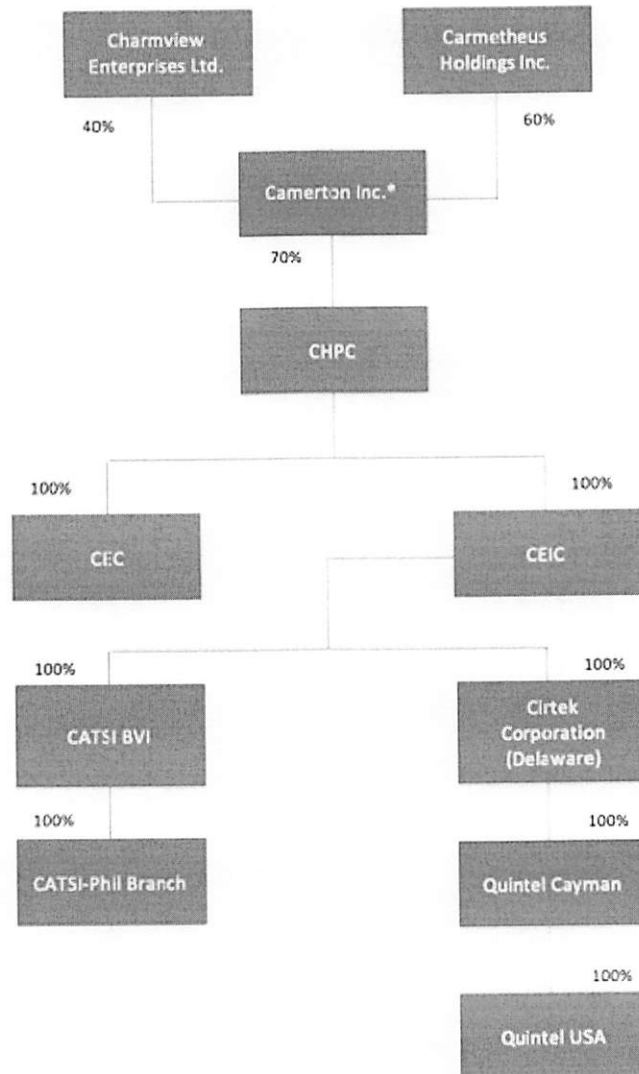 Charmview
Enterprises Ltd.
Carmetheus
Holdings Inc.
40%
60%
Camerton Inc.*
70%
CHPC
100%
100%
CEC
CEIC
100%
100%
CATSI BVI
Cirtek
Corporation
(Delaware)
100%
100%
CATSI-Phil Branch
Quintel Cayman
100%
Quintel USA